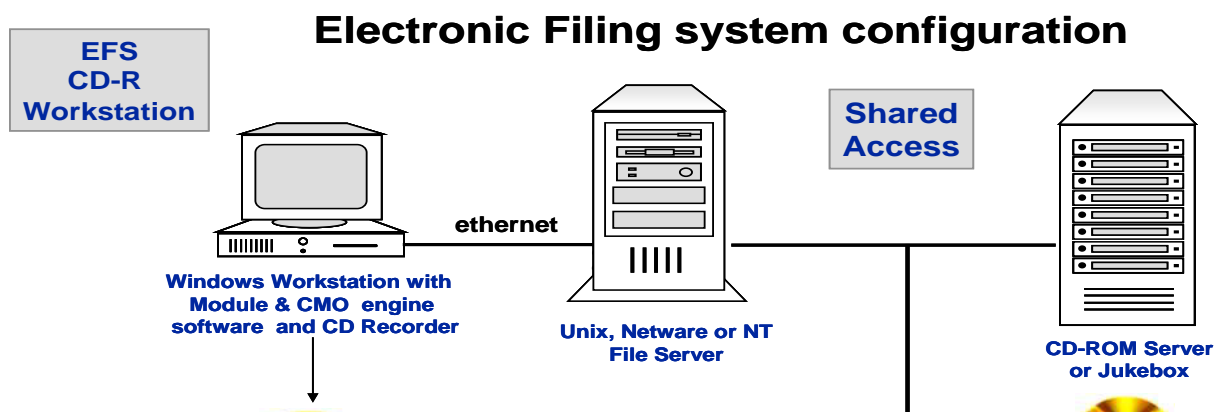 Electronic Filing system configuration
EFS
CD-R
Workstation
Shared
Access
ethernet
Windows Workstation with
Module & CMO engine
software and CD Recorder
Unix, Netware or NT
File Server
CD-ROM Server
or Jukebox